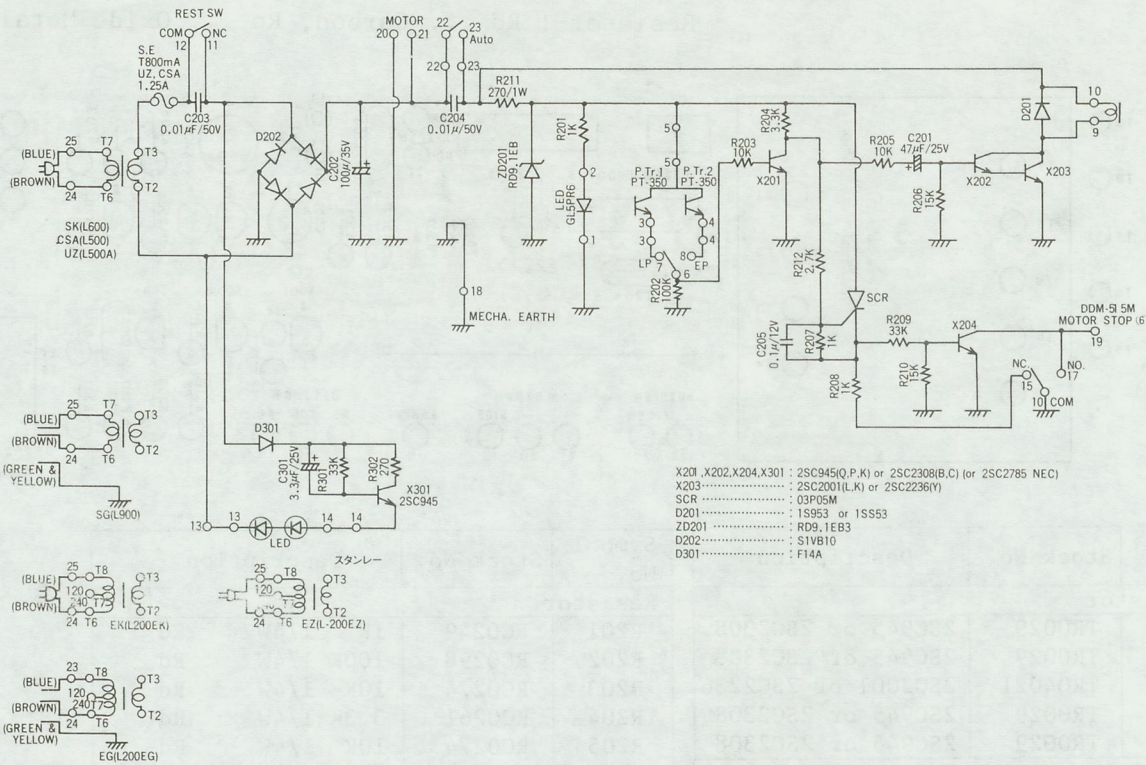 REST SW
COM NC
12 11
S.E
T800mA
UZ, CSA
1.25A
C203
0.01μF/50V
MOTOR
20 21
22 23
Auto
22 23
C204
0.01μ/50V
R211
270/1W
D201
10
9
(BLUE) 25 T7 T3
(BROWN) 24 T6 T2
SK(L600)
CSA(L500)
UZ(L500A)
D202
C202
100μ/35V
18
MECHA. EARTH
ZD201
RD9.1EB
R201
1K
2
LED
GL5PR6
1
5
5
P.Tr.1 P.Tr.2
PT-350 PT-350
3 4
3 4
LP 7 8 EP
6
R202
100K
R203
10K
R204
3.3K
X201
R205
10K
C201
47μF/25V
R206
15K
X202
X203
R212
2.7K
SCR
C205
0.1μ/12V
R207
1K
R208
1K
R209
33K
R210
15K
X204
DDM-515M
MOTOR STOP (6
19
NC. NO.
15 17
10 COM
(BLUE) 25 T7 T3
(BROWN) 24 T6 T2
(GREEN &
YELLOW)
SG(L900)
D301
C301
3.3μF/25V
R301
33K
R302
270
X301
2SC945
13 13 14 14
LED
スタンレー
X201,X202,X204,X301 : 2SC945(Q,P,K) or 2SC2308(B,C) (or 2SC2785 NEC)
X203 : 2SC2001(L,K) or 2SC2236(Y)
SCR : 03P05M
D201 : 1S953 or 1SS53
ZD201 : RD9.1EB3
D202 : S1VB10
D301 : F14A
(BLUE) 25 T8 T3
120
240 T7
(BROWN) 24 T6 T2
EK(L200EK)
25 T8 T3
120
24 T6 T2
EZ(L-200EZ)
(BLUE) 23 T8 T3
120
240 T7
(BROWN) 24 T6 T2
(GREEN &
YELLOW)
EG(L200EG)